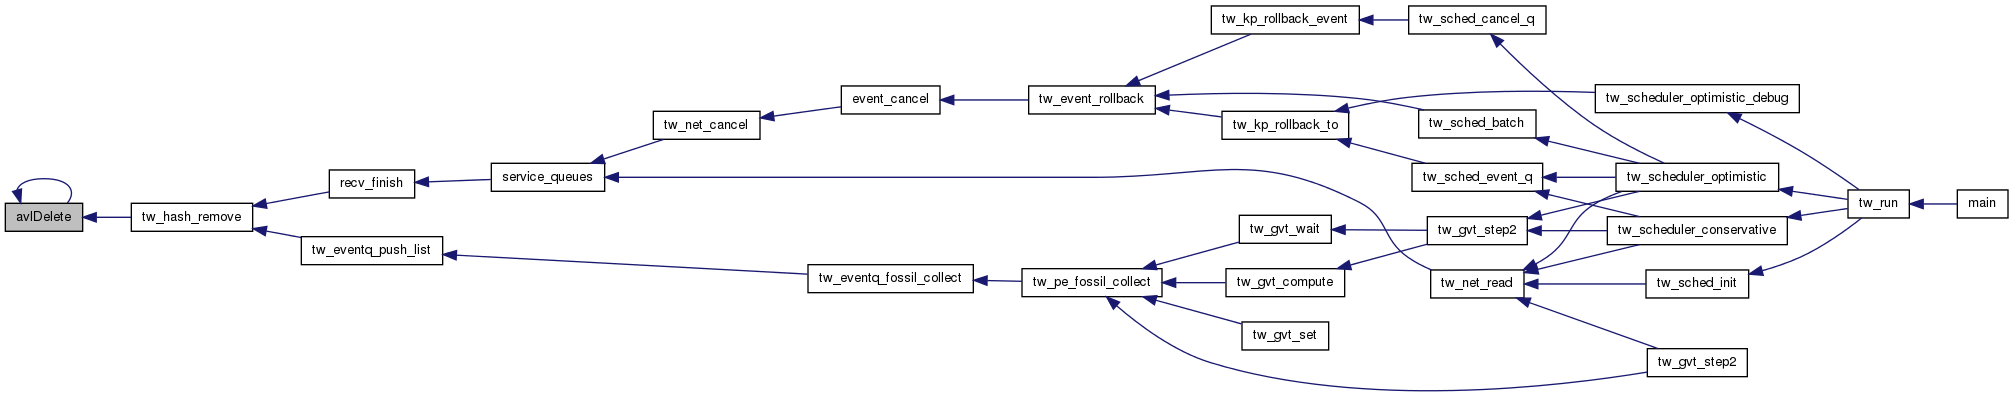 avlDelete
tw_hash_remove
recv_finish
tw_eventq_push_list
service_queues
tw_net_cancel
event_cancel
tw_eventq_fossil_collect
tw_event_rollback
tw_pe_fossil_collect
tw_kp_rollback_event
tw_kp_rollback_to
tw_gvt_wait
tw_gvt_compute
tw_gvt_set
tw_sched_cancel_q
tw_sched_batch
tw_sched_event_q
tw_gvt_step2
tw_net_read
tw_scheduler_optimistic_debug
tw_scheduler_optimistic
tw_scheduler_conservative
tw_sched_init
tw_gvt_step2
tw_run
main